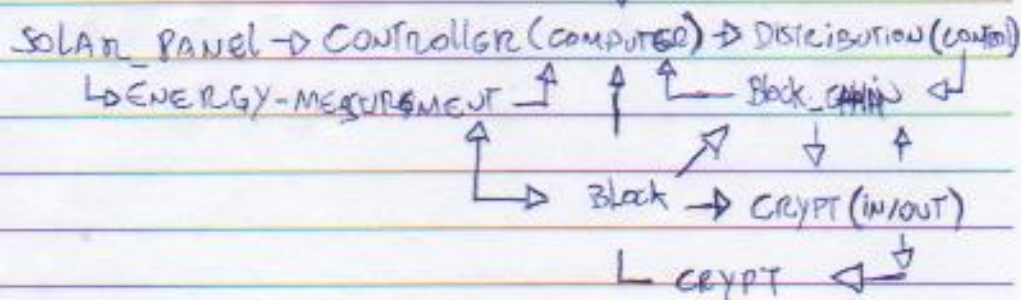 SOLAR_PANEL → CONTROLLER (COMPUTER) → DISTRIBUTION (CONTROL)
↳ ENERGY-MEASUREMENT Block_CHAIN
Block → CRYPT (IN/OUT)
CRYPT